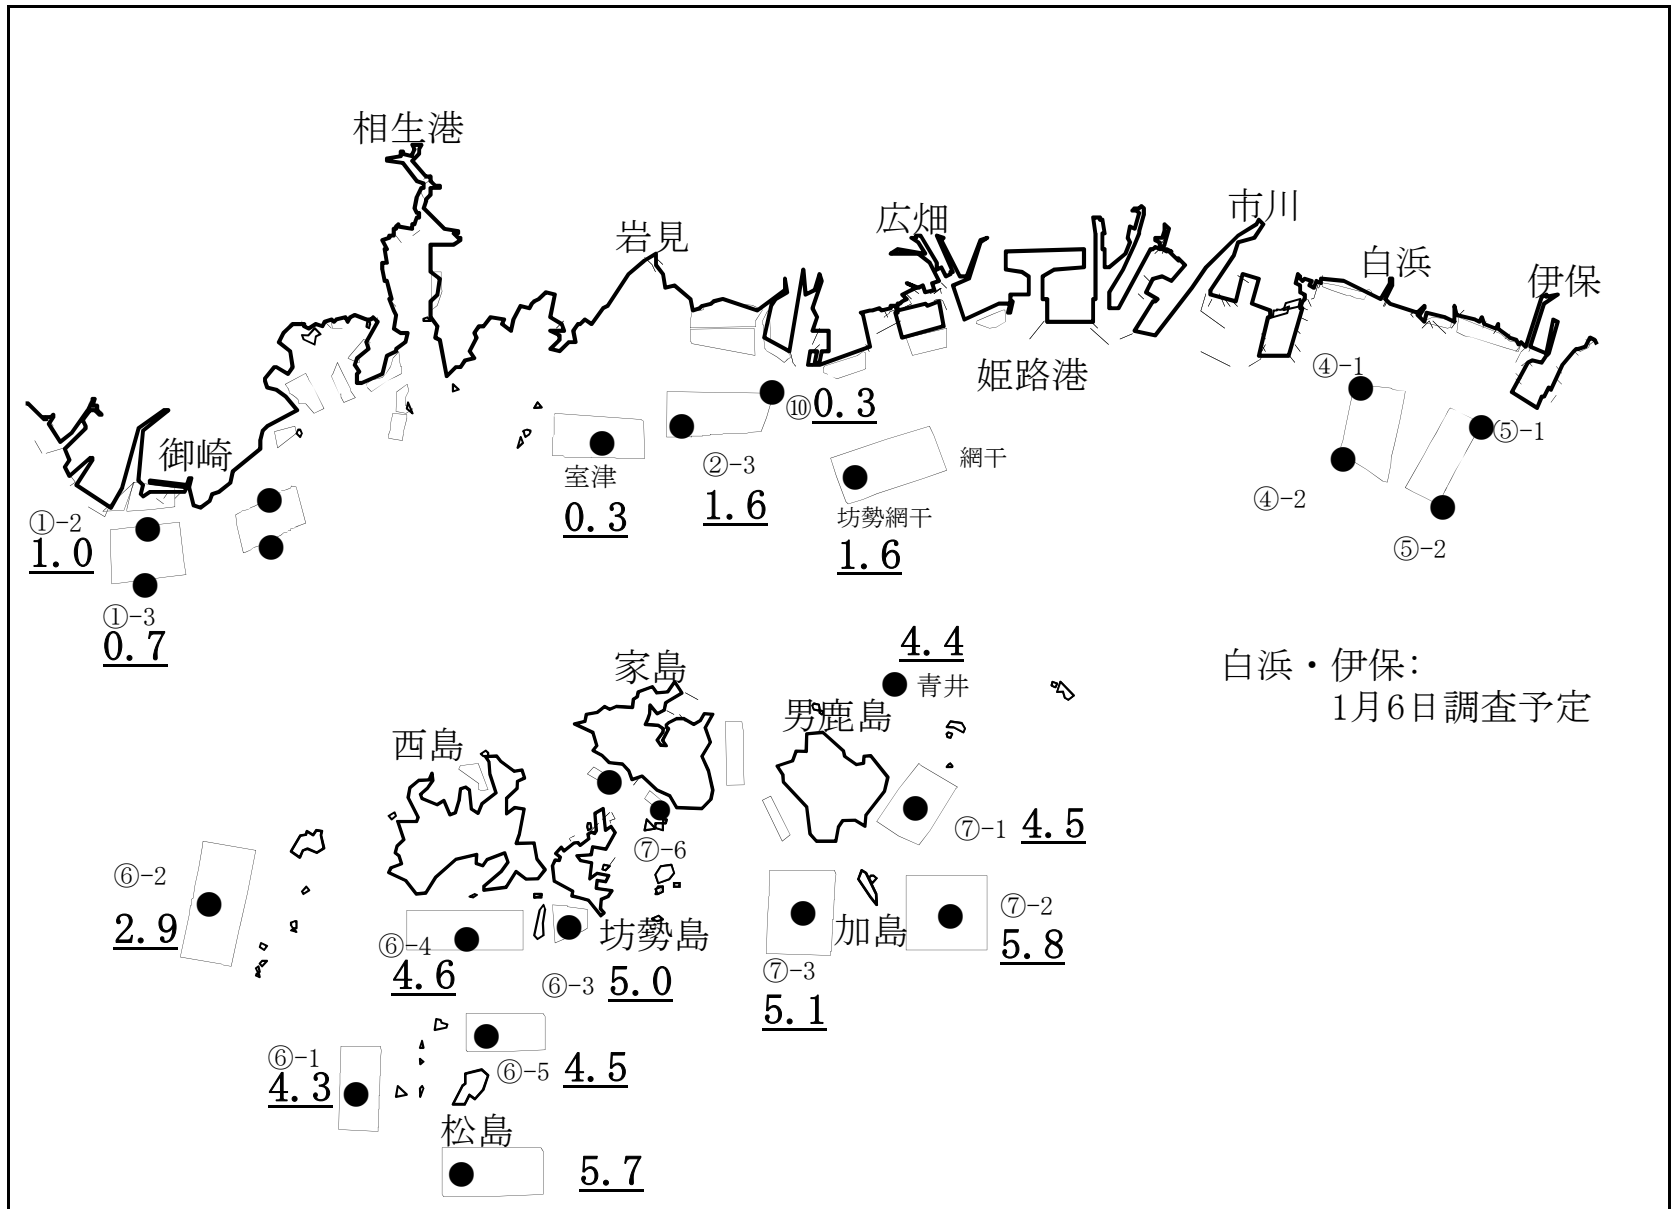 相生港
市川
広畑
岩見
白浜
伊保
④-1
姫路港
⑩0.3
⑤-1
御崎
網干
②-3
室津
1.6
④-2
①-2
0.3
坊勢網干
1.0
1.6
⑤-2
①-3
0.7
4.4
家島
青井
白浜・伊保:
1月6日調査予定
男鹿島
西島
⑦-1 4.5
⑦-6
⑥-2
2.9
⑦-2
5.8
加島
坊勢島
⑥-4
4.6
⑥-3 5.0
⑦-3
5.1
⑥-1
4.3
⑥-5 4.5
松島
5.7